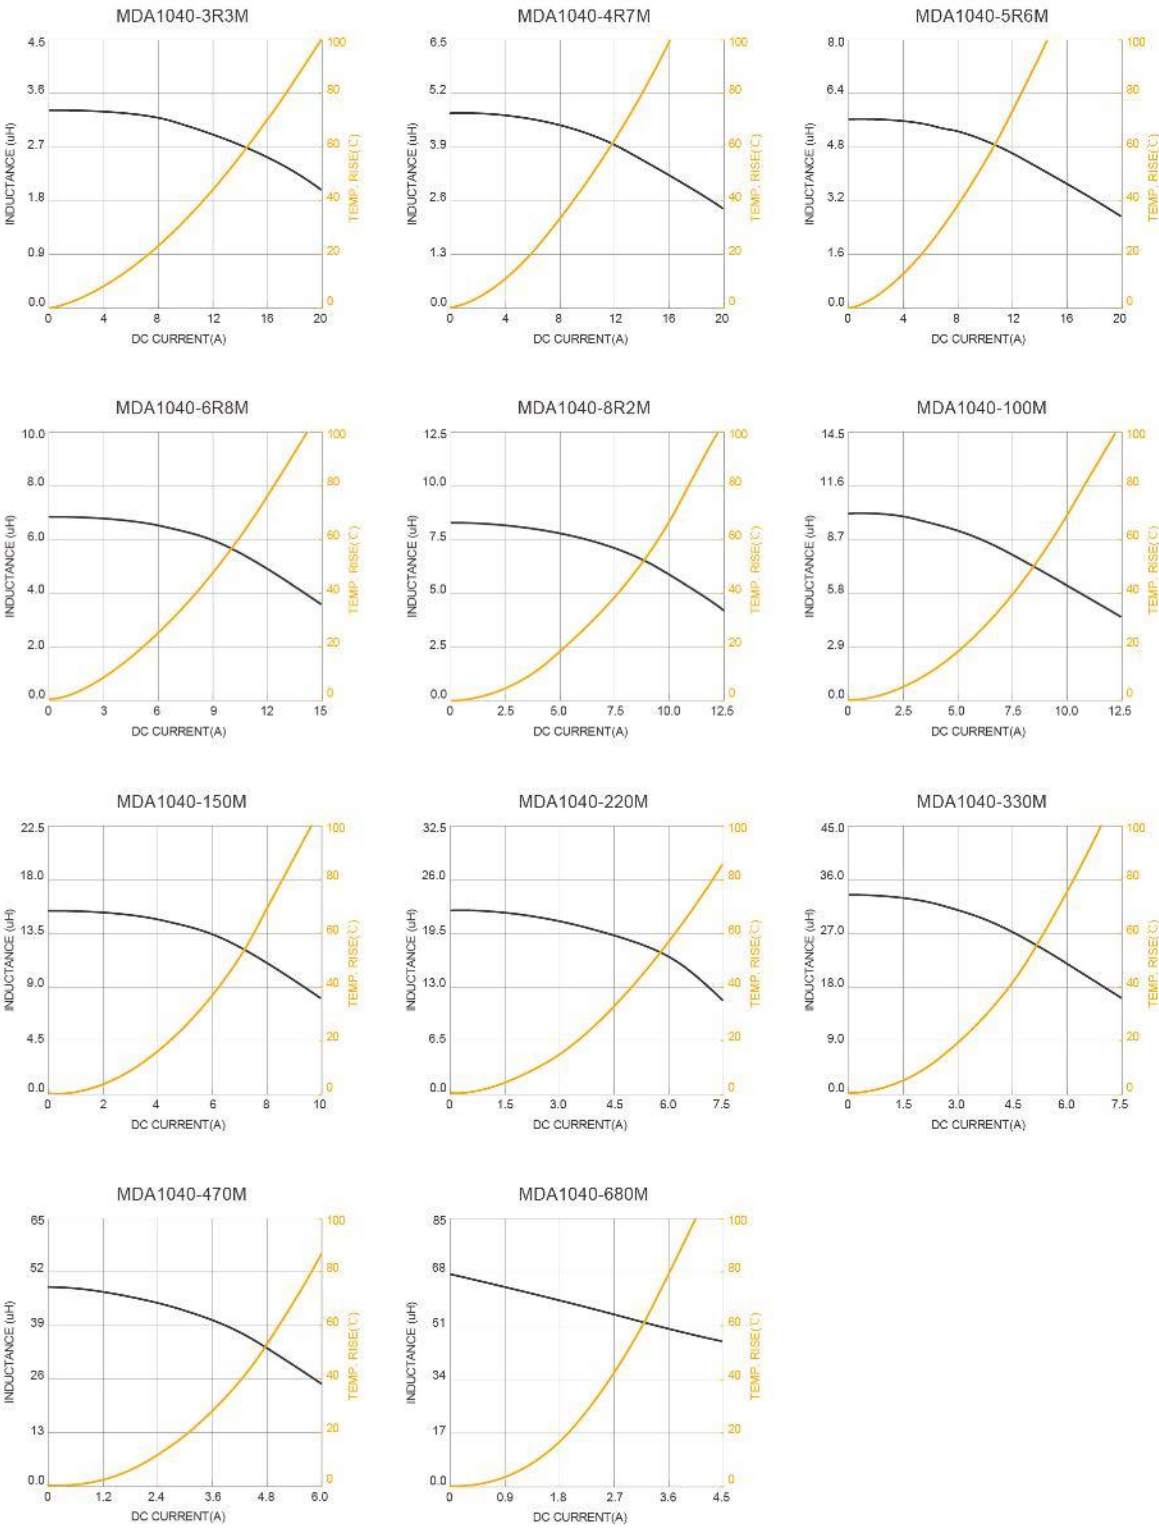 MDA1040-3R3M
4.5
3.6
2.7
1.8
0.9
0.0
INDUCTANCE (uH)
100
80
60
40
20
0
TEMP. RISE(℃)
0 4 8 12 16 20
DC CURRENT(A)
MDA1040-4R7M
6.5
5.2
3.9
2.6
1.3
0.0
INDUCTANCE (uH)
100
80
60
40
20
0
TEMP. RISE(℃)
0 4 8 12 16 20
DC CURRENT(A)
MDA1040-5R6M
8.0
6.4
4.8
3.2
1.6
0.0
INDUCTANCE (uH)
100
80
60
40
20
0
TEMP. RISE(℃)
0 4 8 12 16 20
DC CURRENT(A)
MDA1040-6R8M
10.0
8.0
6.0
4.0
2.0
0.0
INDUCTANCE (uH)
100
80
60
40
20
0
TEMP. RISE(℃)
0 3 6 9 12 15
DC CURRENT(A)
MDA1040-8R2M
12.5
10.0
7.5
5.0
2.5
0.0
INDUCTANCE (uH)
100
80
60
40
20
0
TEMP. RISE(℃)
0 2.5 5.0 7.5 10.0 12.5
DC CURRENT(A)
MDA1040-100M
14.5
11.6
8.7
5.8
2.9
0.0
INDUCTANCE (uH)
100
80
60
40
20
0
TEMP. RISE(℃)
0 2.5 5.0 7.5 10.0 12.5
DC CURRENT(A)
MDA1040-150M
22.5
18.0
13.5
9.0
4.5
0.0
INDUCTANCE (uH)
100
80
60
40
20
0
TEMP. RISE(℃)
0 2 4 6 8 10
DC CURRENT(A)
MDA1040-220M
32.5
26.0
19.5
13.0
6.5
0.0
INDUCTANCE (uH)
100
80
60
40
20
0
TEMP. RISE(℃)
0 1.5 3.0 4.5 6.0 7.5
DC CURRENT(A)
MDA1040-330M
45.0
36.0
27.0
18.0
9.0
0.0
INDUCTANCE (uH)
100
80
60
40
20
0
TEMP. RISE(℃)
0 1.5 3.0 4.5 6.0 7.5
DC CURRENT(A)
MDA1040-470M
65
52
39
26
13
0.0
INDUCTANCE (uH)
100
80
60
40
20
0
TEMP. RISE(℃)
0 1.2 2.4 3.6 4.8 6.0
DC CURRENT(A)
MDA1040-680M
85
68
51
34
17
0.0
INDUCTANCE (uH)
100
80
60
40
20
0
TEMP. RISE(℃)
0 0.9 1.8 2.7 3.6 4.5
DC CURRENT(A)